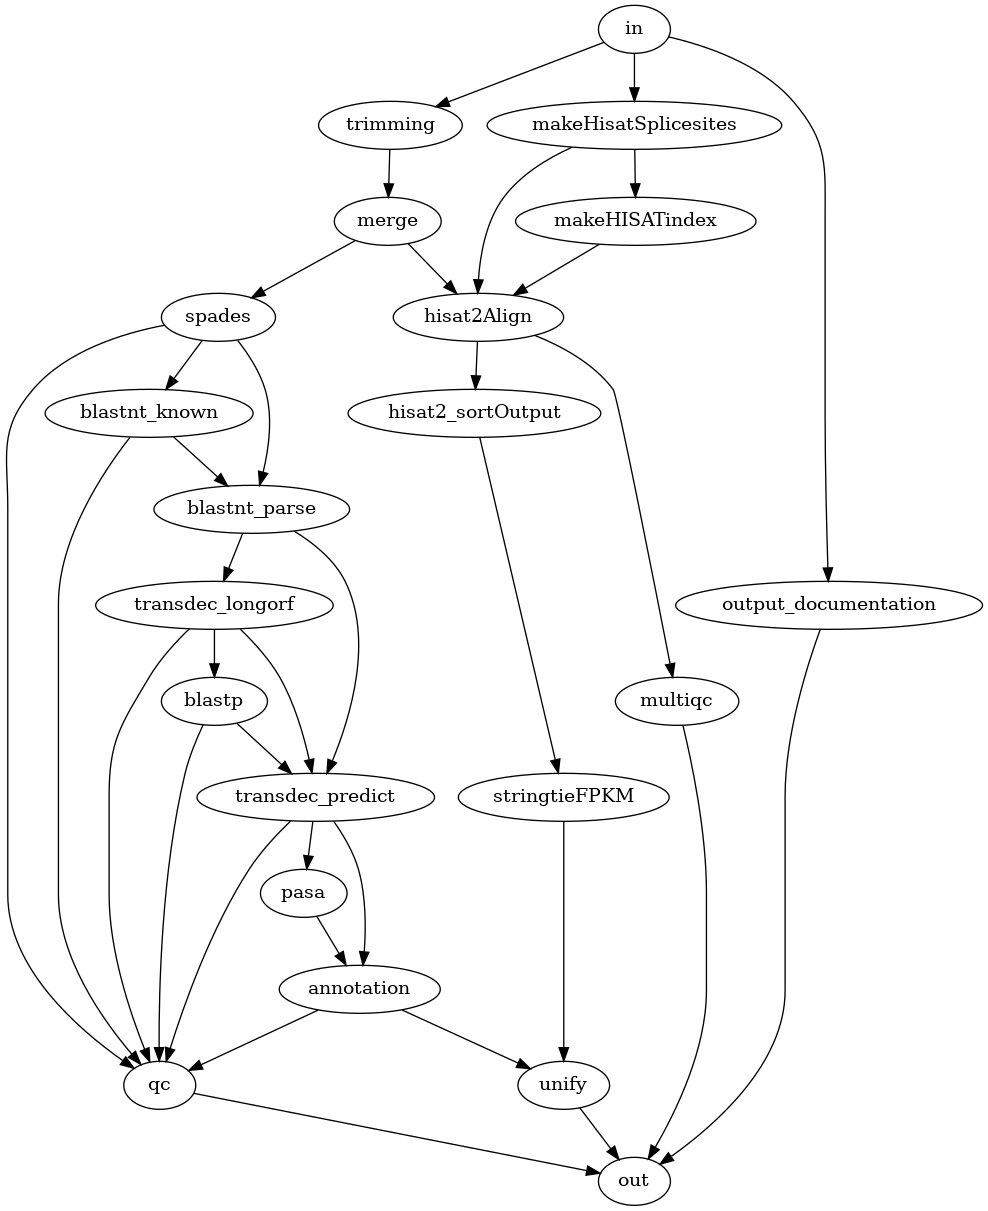 in
trimming
makeHisatSplicesites
merge
makeHISATindex
spades
hisat2Align
blastnt_known
hisat2_sortOutput
blastnt_parse
transdec_longorf
output_documentation
blastp
multiqc
transdec_predict
stringtieFPKM
pasa
annotation
qc
unify
out